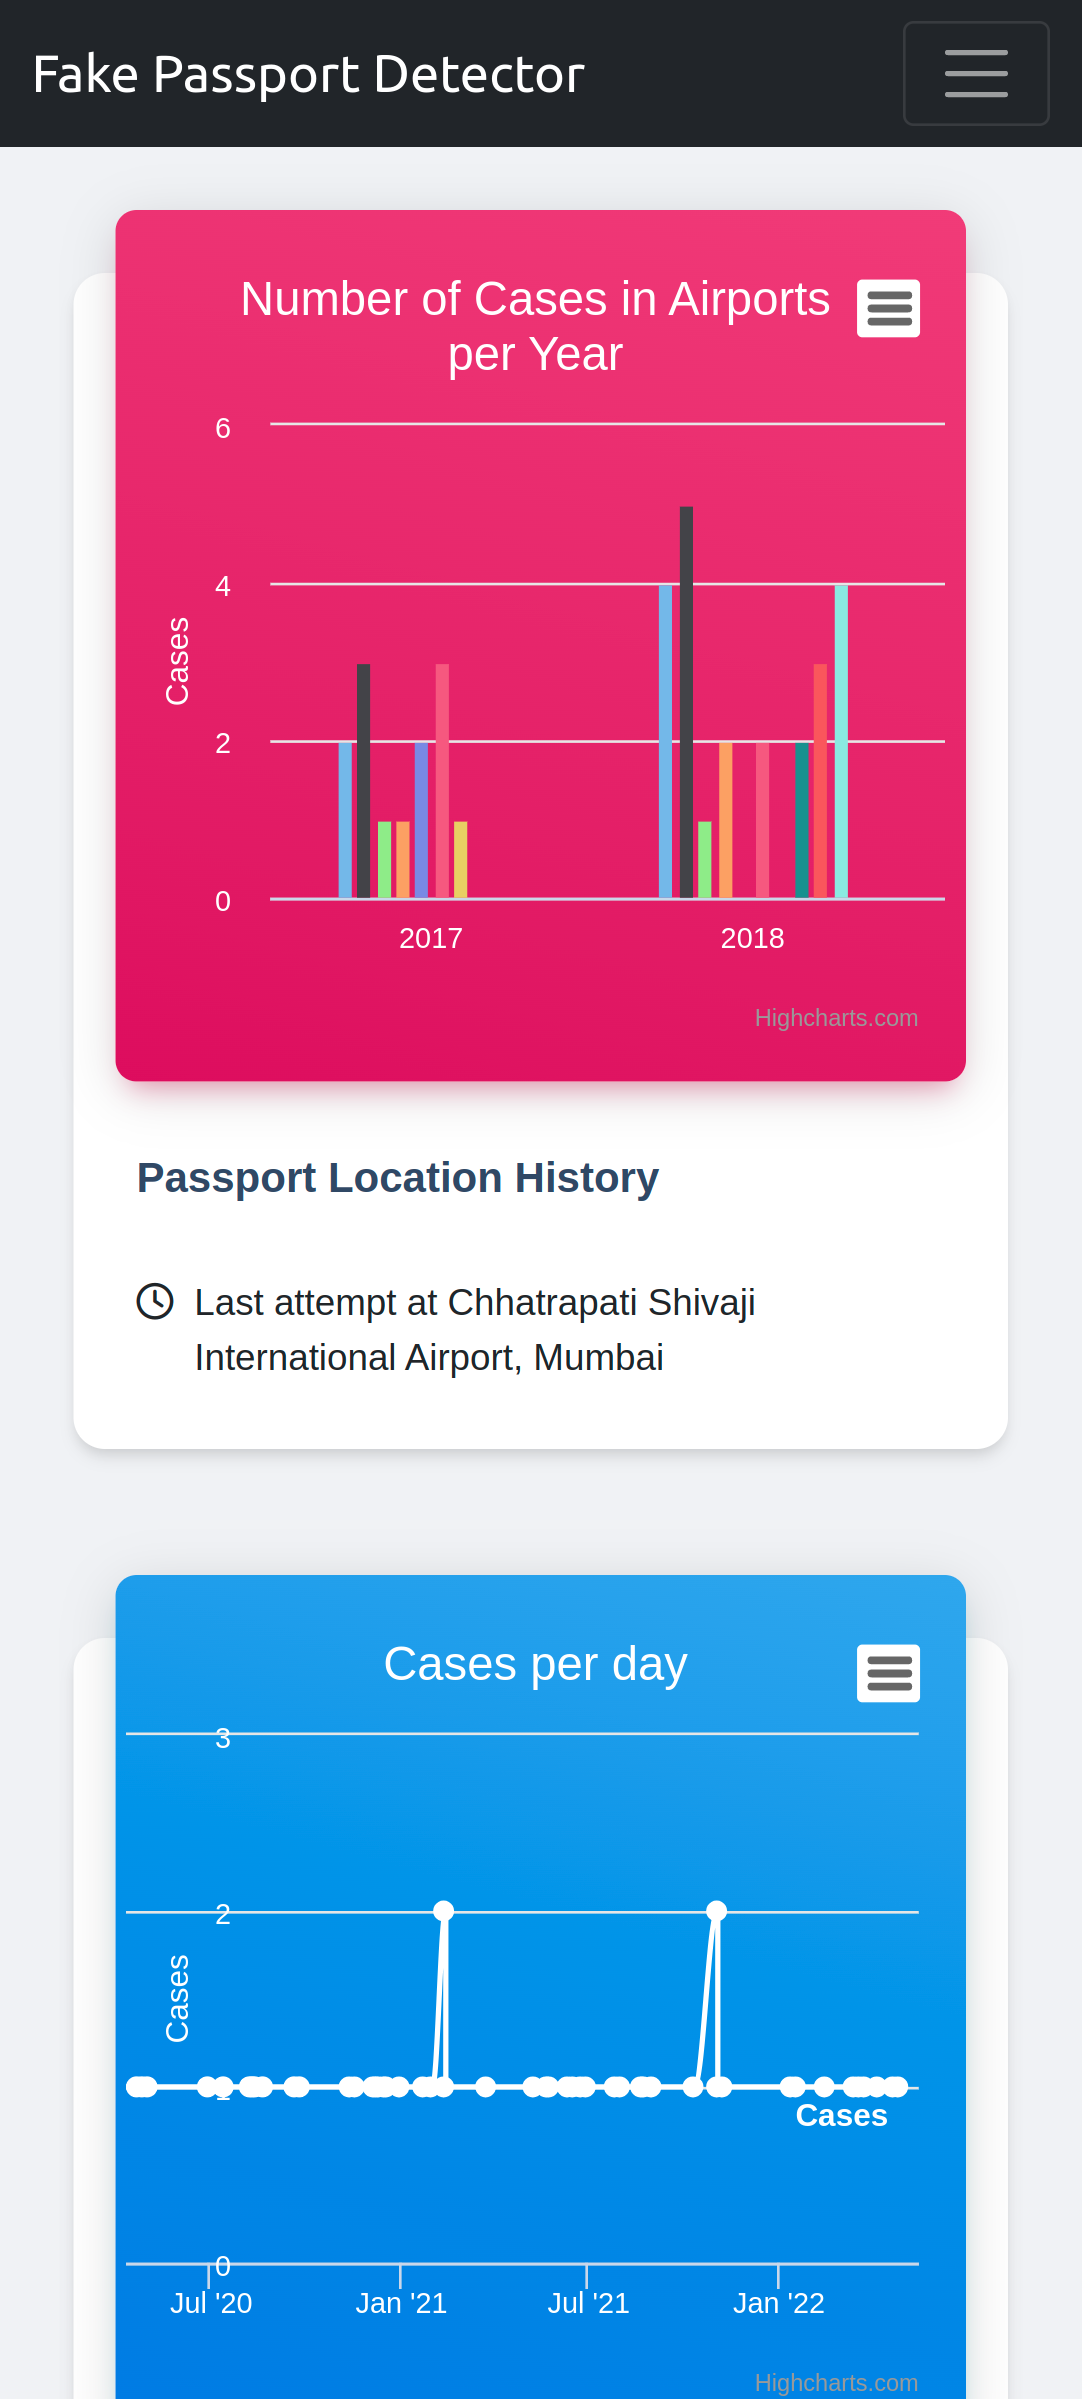 Fake Passport Detector
Number of Cases in Airports
per Year
6
4
2
0
Cases
2017
2018
Highcharts.com
Passport Location History
Last attempt at Chhatrapati Shivaji
International Airport, Mumbai
Cases per day
3
2
0
Cases
Cases
Jul '20
Jan '21
Jul '21
Jan '22
Highcharts.com